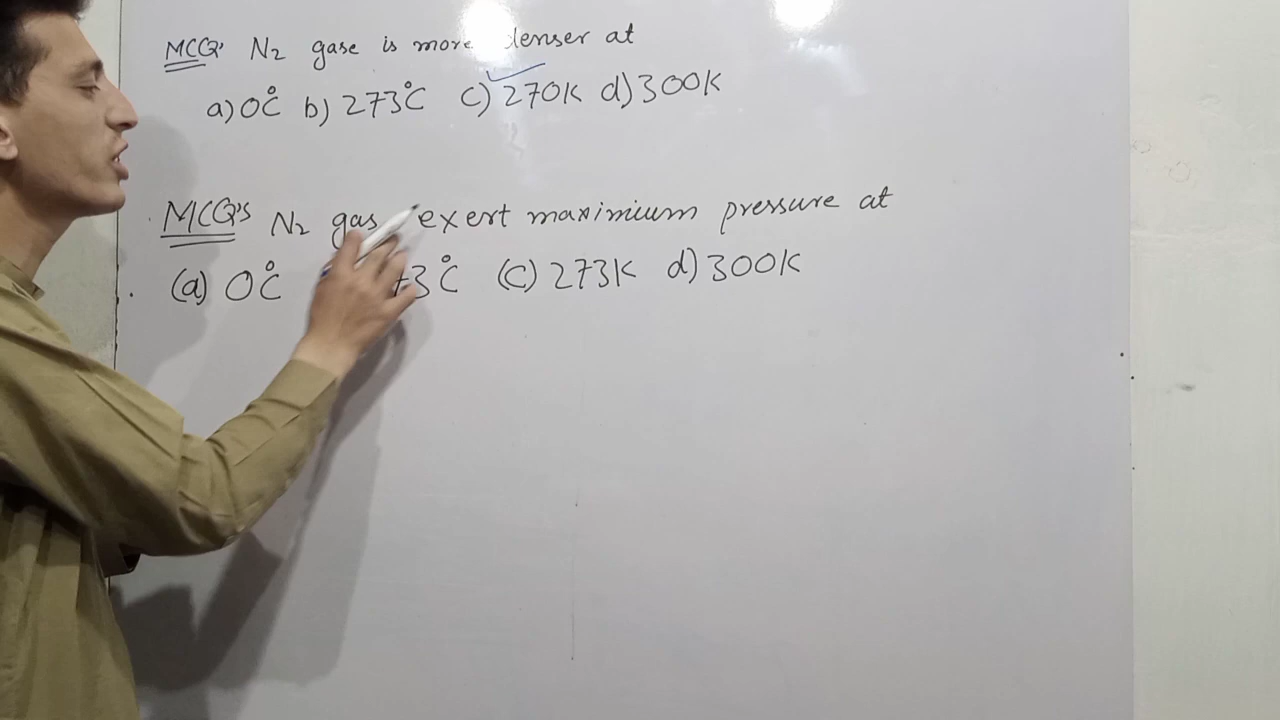 MCQ's N₂ gase is more denser at
a) 0°C b) 273°C c) 270K d) 300K
MCQ's N₂ gas exert maximium pressure at
(a) 0°C 73°C (C) 273K d) 300K